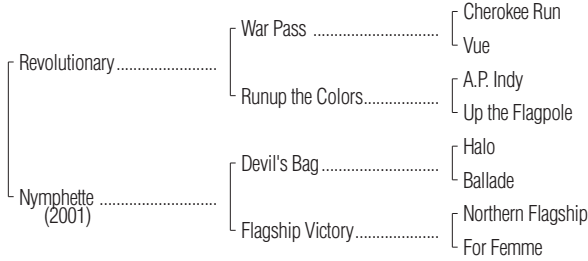 Cherokee Run
War Pass ................................
Vue
Revolutionary ........................
A.P. Indy
Runup the Colors...................
Up the Flagpole
Halo
Devil's Bag .............................
Ballade
Nymphette ............................
(2001)
Northern Flagship
Flagship Victory.....................
For Femme